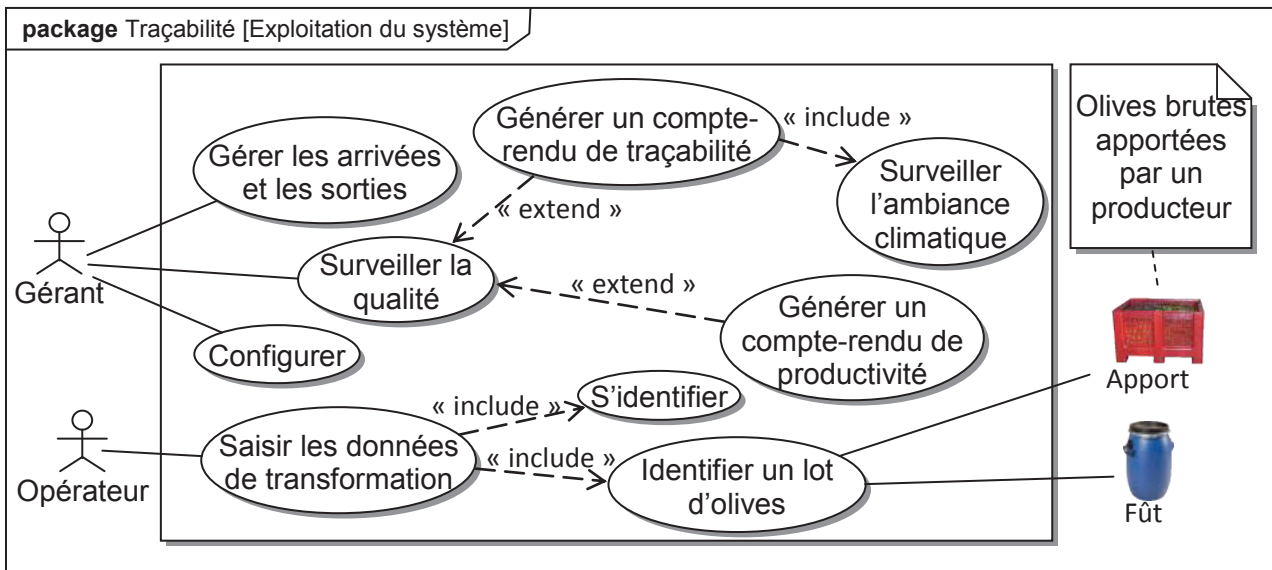 package Traçabilité [Exploitation du système]
Gérer les arrivées
et les sorties
Générer un compte-
rendu de traçabilité
« include »
Surveiller
l’ambiance
climatique
Olives brutes
apportées
par un
producteur
« extend »
Gérant
Surveiller la
qualité
« extend »
Générer un
compte-rendu de
productivité
Configurer
Apport
Opérateur
Saisir les données
de transformation
« include »
S’identifier
« include »
Identifier un lot
d’olives
Fût